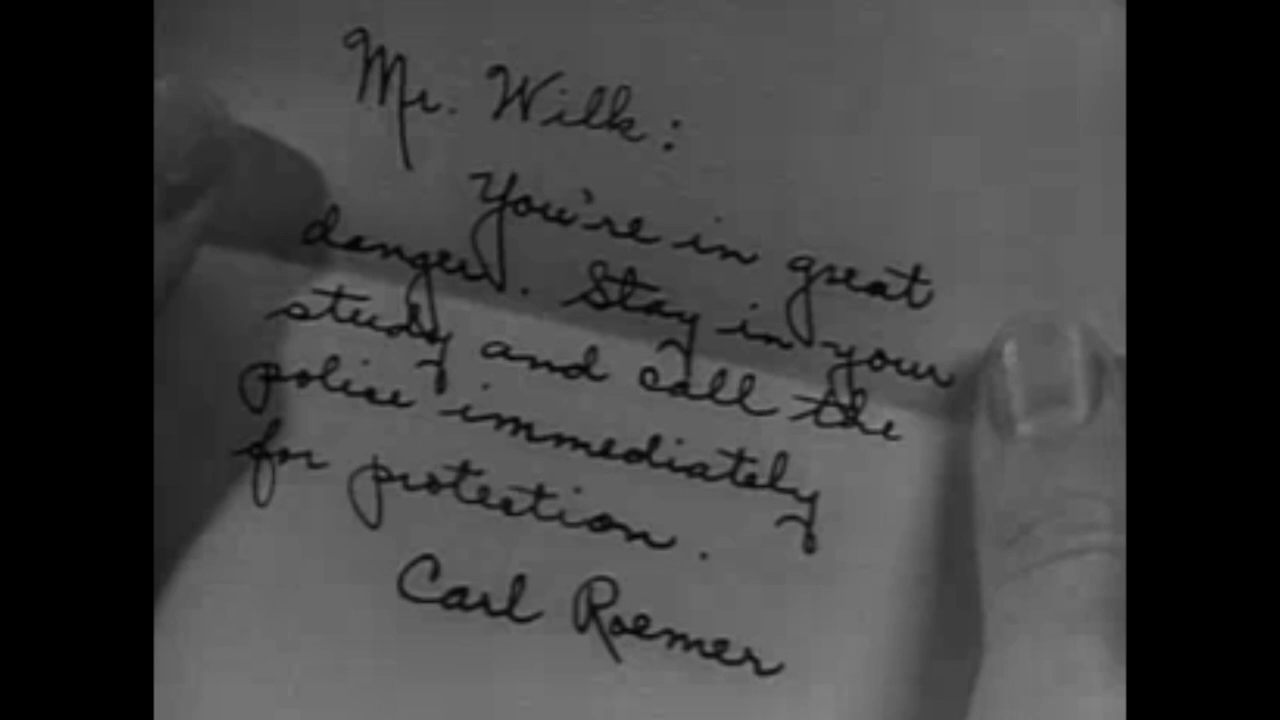 Mr. Wilk:
You're in great
danger. Stay in your
study and call the
police immediately
for protection.
Carl Roemer